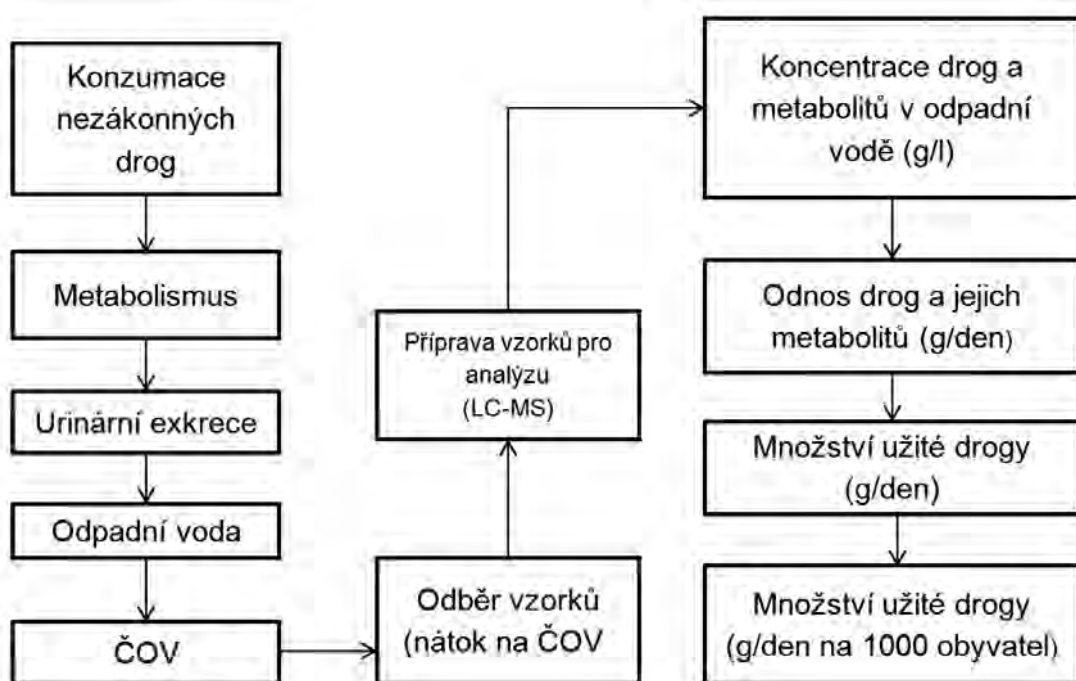 Konzumace
nezákonných
drog
Metabolismus
Urinární exkrece
Odpadní voda
ČOV
Odběr vzorků
(nátok na ČOV
Příprava vzorků pro
analýzu
(LC-MS)
Koncentrace drog a
metabolitů v odpadní
vodě (g/l)
Odnos drog a jejich
metabolitů (g/den)
Množství užité drogy
(g/den)
Množství užité drogy
(g/den na 1000 obyvatel)